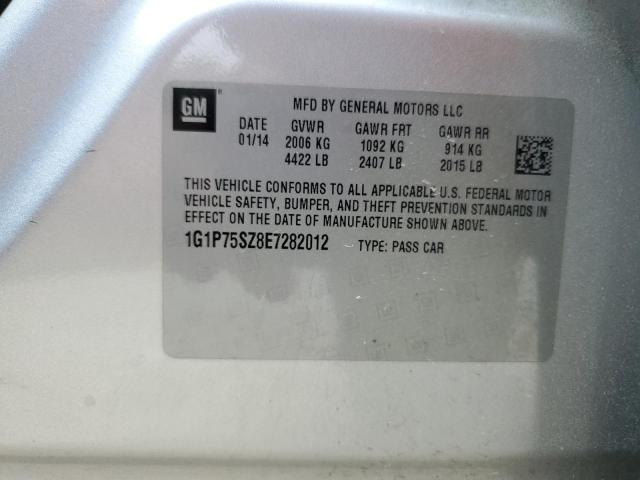 GM ®
MFD BY GENERAL MOTORS LLC
DATE GVWR GAWR FRT GAWR RR
01/14 2006 KG 1092 KG 914 KG
4422 LB 2407 LB 2015 LB
THIS VEHICLE CONFORMS TO ALL APPLICABLE U.S. FEDERAL MOTOR
VEHICLE SAFETY, BUMPER, AND THEFT PREVENTION STANDARDS IN
EFFECT ON THE DATE OF MANUFACTURE SHOWN ABOVE.
1G1P75SZ8E7282012 TYPE: PASS CAR